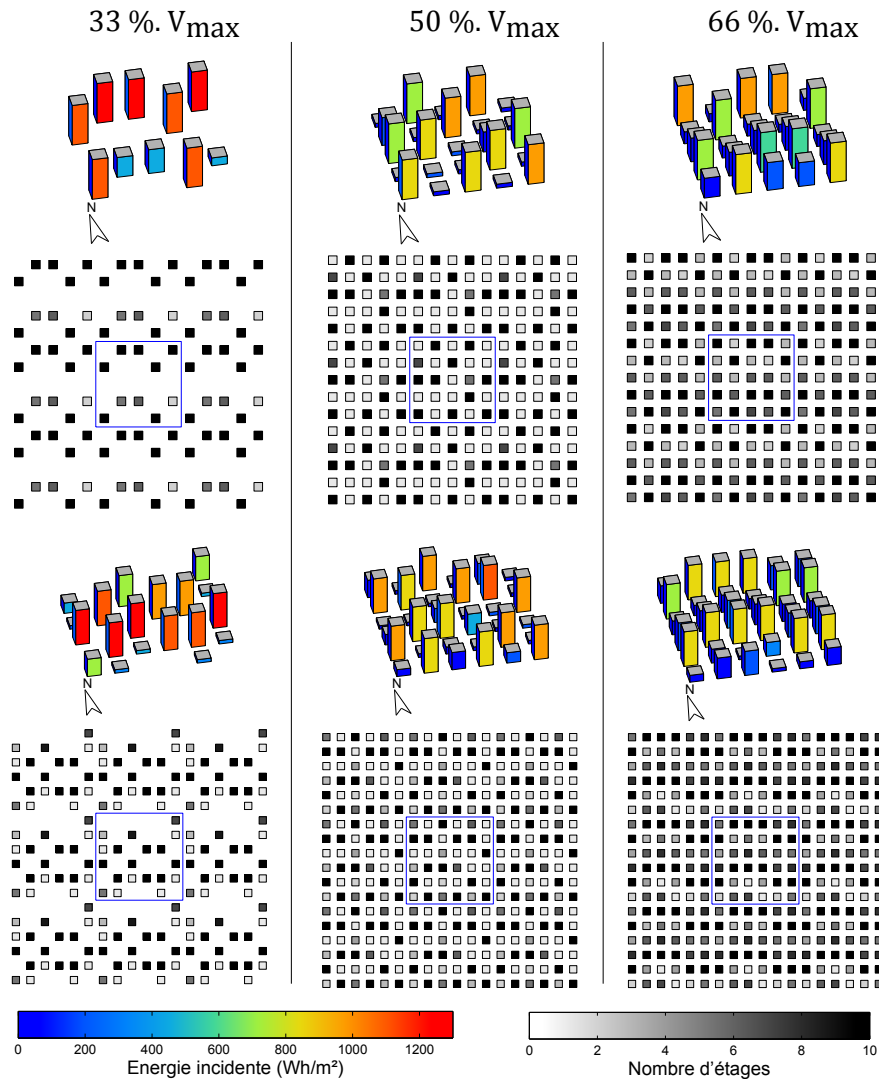 33 %. Vmax
50 %. Vmax
66 %. Vmax
N
N
N
N
N
N
0 200 400 600 800 1000 1200
Energie incidente (Wh/m²)
0 2 4 6 8 10
Nombre d'étages